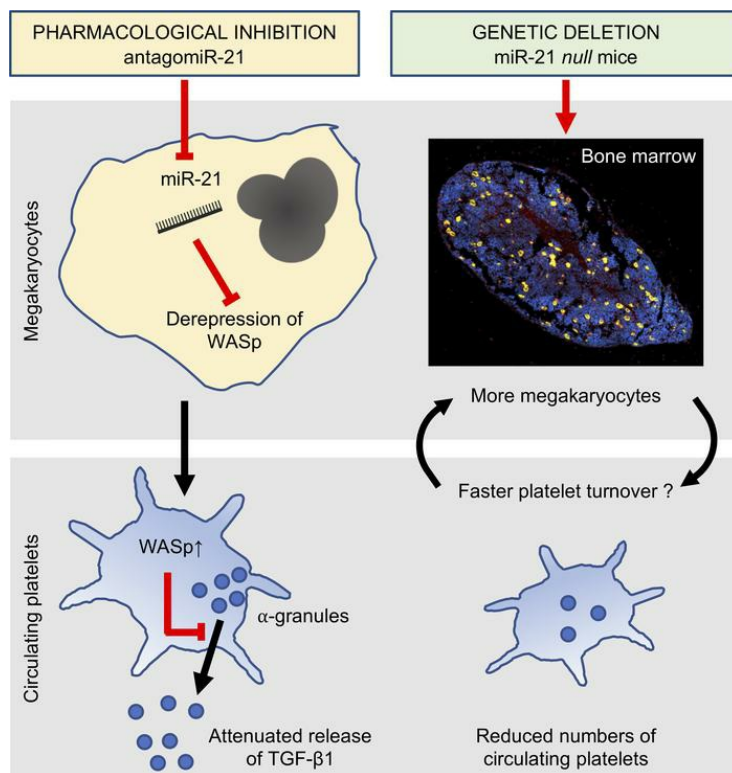 PHARMACOLOGICAL INHIBITION
antagomiR-21
GENETIC DELETION
miR-21 null mice
Megakaryocytes
miR-21
Derepression of
WASp
Bone marrow
More megakaryocytes
Faster platelet turnover ?
Circulating platelets
WASp↑
α-granules
Attenuated release
of TGF-β1
Reduced numbers of
circulating platelets